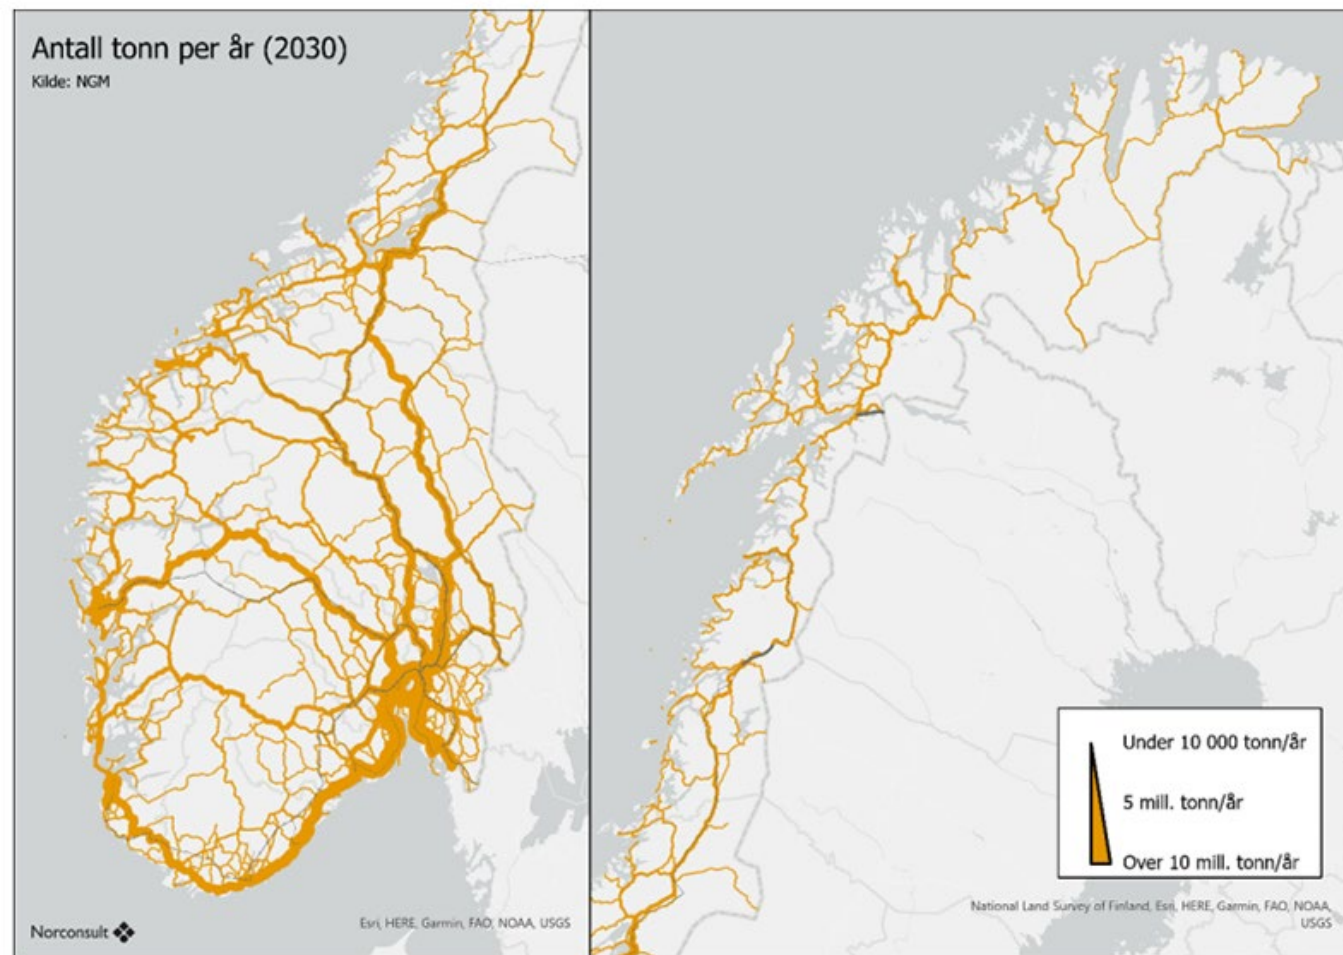 Antall tonn per år (2030)
Kilde: NGM
Norconsult
Esri, HERE, Garmin, FAO, NOAA, USGS
Under 10 000 tonn/år
5 mill. tonn/år
Over 10 mill. tonn/år
National Land Survey of Finland, Esri, HERE, Garmin, FAO, NOAA,
USGS